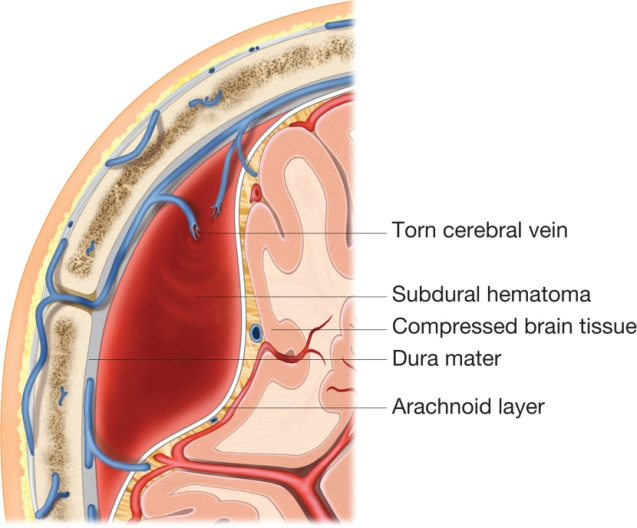 Torn cerebral vein
Subdural hematoma
Compressed brain tissue
Dura mater
Arachnoid layer